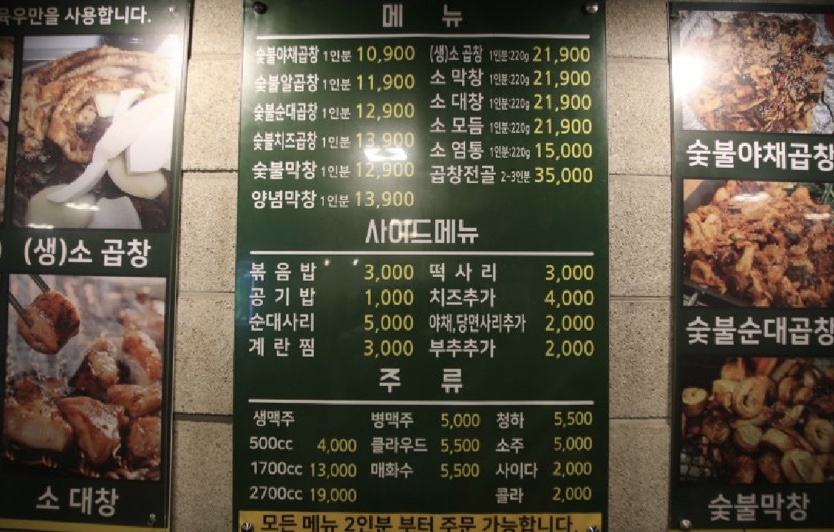 육우만을 사용합니다.
(생)소 곱창
소 대창
메 뉴
숯불야채곱창 1인분 10,900
숯불알곱창 1인분 11,900
숯불순대곱창 1인분 12,900
숯불치즈곱창 1인분 13,900
숯불막창 1인분 12,900
양념막창 1인분 13,900
(생)소 곱창 1인분:220g 21,900
소 막창 1인분:220g 21,900
소 대창 1인분:220g 21,900
소 모듬 1인분:220g 21,900
소 염통 1인분:220g 15,000
곱창전골 2-3인분 35,000
사이드메뉴
볶음밥 3,000
공기밥 1,000
순대사리 5,000
계란찜 3,000
떡사리 3,000
치즈추가 4,000
야채,당면사리추가 2,000
부추추가 2,000
주 류
생맥주
500cc 4,000
1700cc 13,000
2700cc 19,000
병맥주 5,000
클라우드 5,500
매화수 5,500
청하 5,500
소주 5,000
사이다 2,000
콜라 2,000
모든 메뉴 2인분 부터 주문 가능합니다.
숯불야채곱창
숯불순대곱창
숯불막창